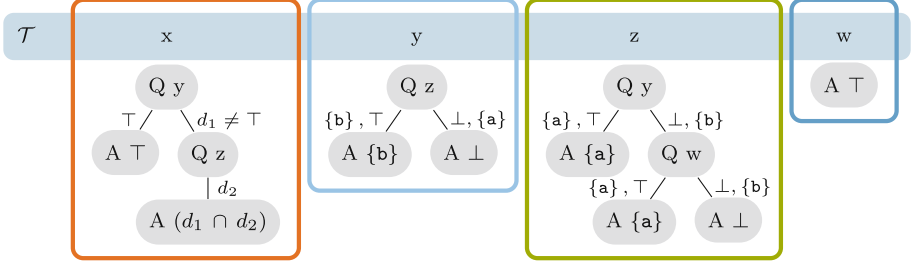 𝒯 x y z w
Q y Q z Q y A ⊤
⊤ d₁ ≠ ⊤ {b} , ⊤ ⊥, {a} {a} , ⊤ ⊥, {b}
A ⊤ Q z A {b} A ⊥ A {a} Q w
d₂ {a} , ⊤ ⊥, {b}
A (d₁ ∩ d₂) A {a} A ⊥